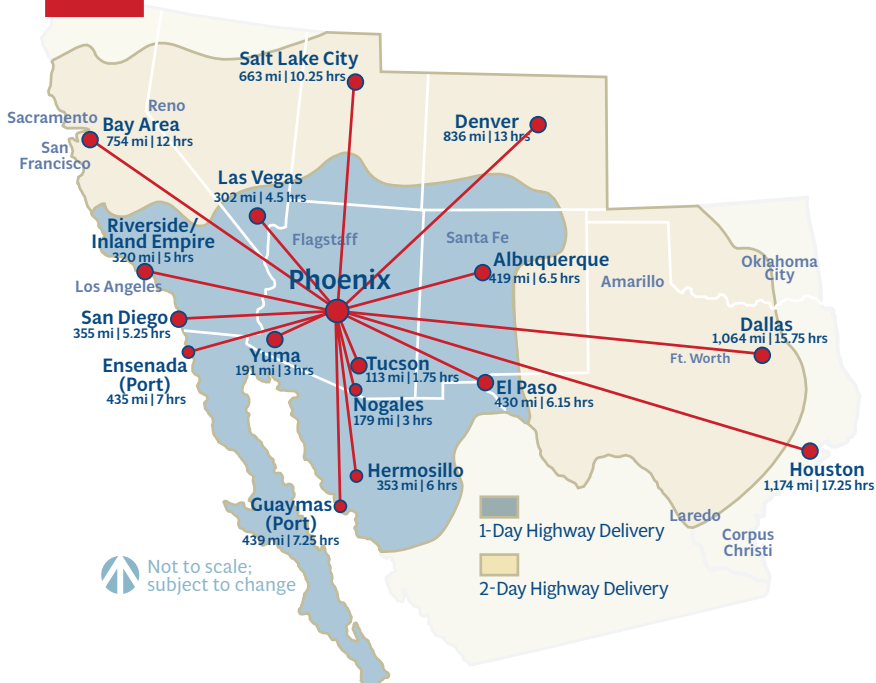 Salt Lake City
663 mi | 10.25 hrs
Denver
836 mi | 13 hrs
Reno
Sacramento
Bay Area
754 mi | 12 hrs
San
Francisco
Las Vegas
302 mi | 4.5 hrs
Riverside/
Inland Empire
320 mi | 5 hrs
Los Angeles
Flagstaff
Santa Fe
Phoenix
Albuquerque
419 mi | 6.5 hrs
Amarillo
Oklahoma
City
San Diego
355 mi | 5.25 hrs
Ensenada
(Port)
435 mi | 7 hrs
Yuma
191 mi | 3 hrs
Tucson
113 mi | 1.75 hrs
Nogales
179 mi | 3 hrs
El Paso
430 mi | 6.15 hrs
Dallas
1,064 mi | 15.75 hrs
Ft. Worth
Houston
1,174 mi | 17.25 hrs
Hermosillo
353 mi | 6 hrs
Guaymas
(Port)
439 mi | 7.25 hrs
Laredo
Corpus
Christi
1-Day Highway Delivery
2-Day Highway Delivery
Not to scale;
subject to change